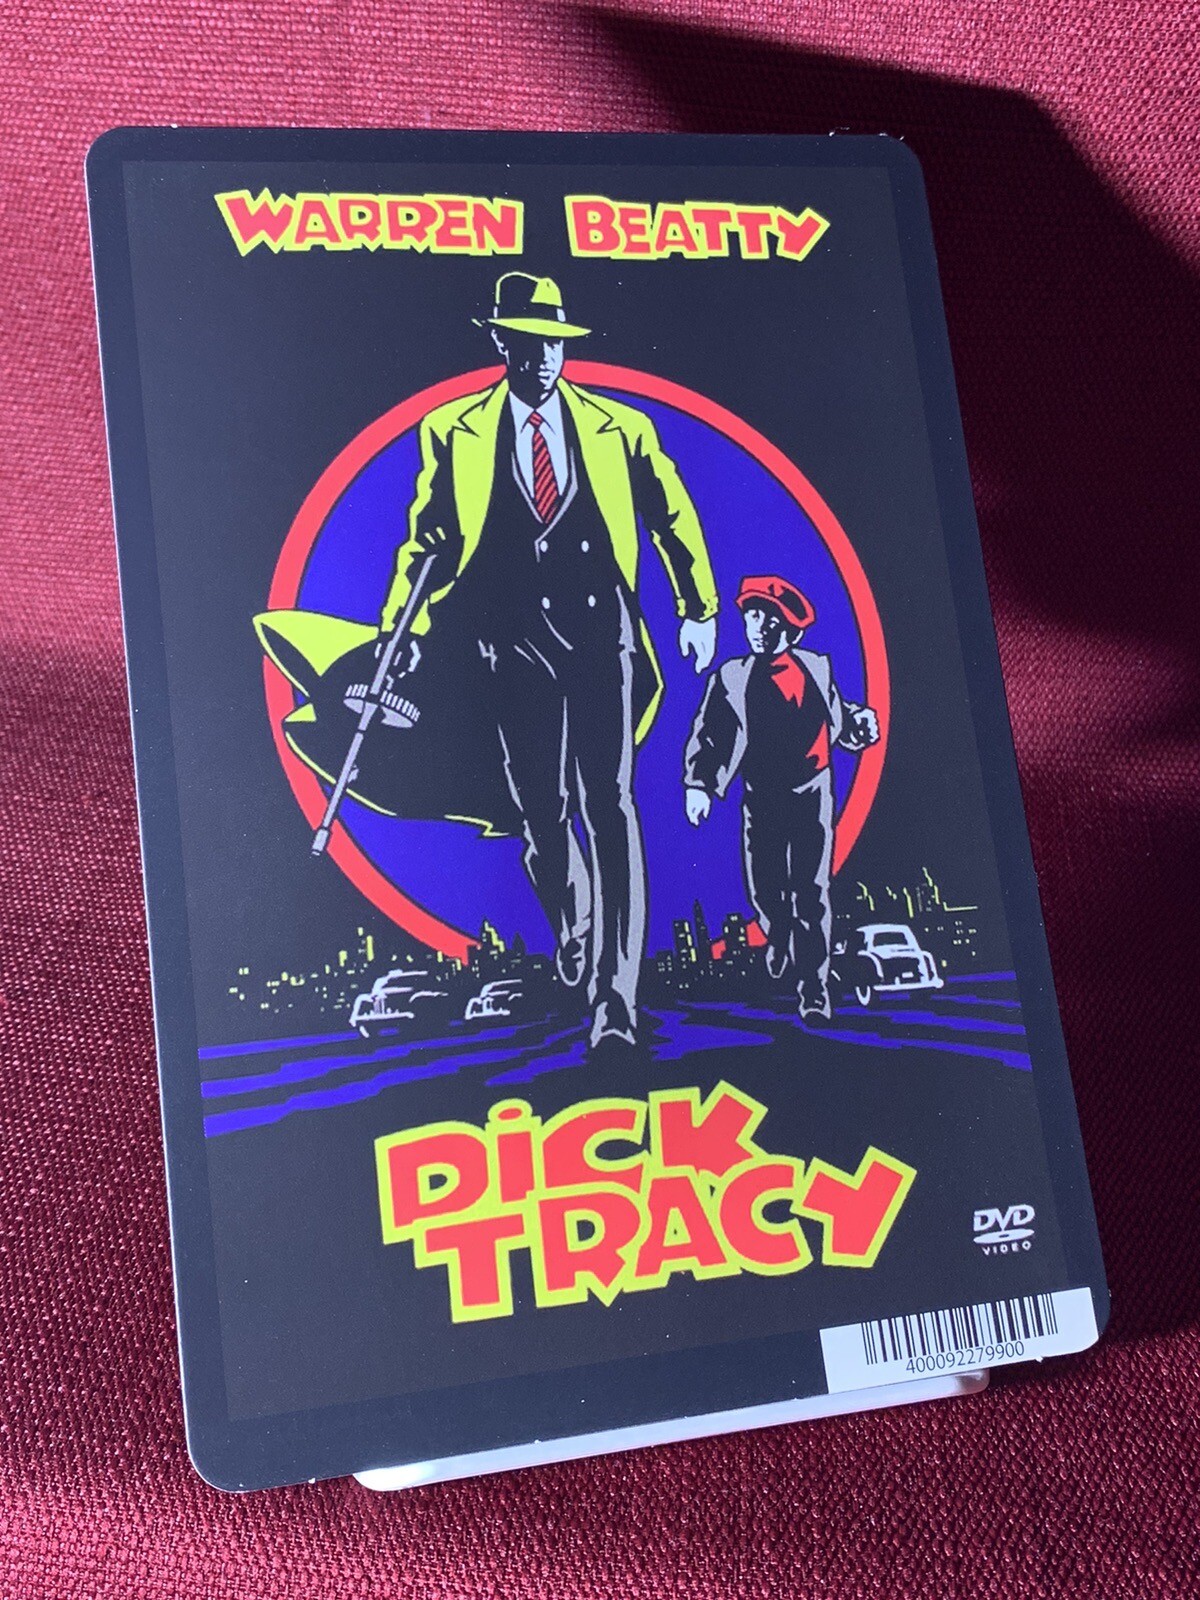 WARREN BEATTY
DiCK
TRACY
DVD
VIDEO
400092279900